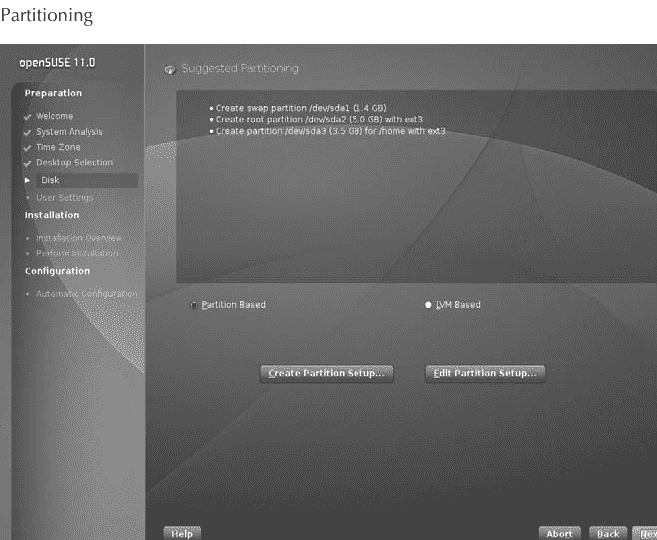 Partitioning
openSUSE 11.0
Preparation
Welcome
System Analysis
Time Zone
Desktop Selection
Disk
User Settings
Installation
Installation Overview
Perform Installation
Configuration
Automatic Configuration
Suggested Partitioning
• Create swap partition /dev/sda1 (1.4 GB)
• Create root partition /dev/sda2 (5.0 GB) with ext3
• Create partition /dev/sda3 (3.5 GB) for /home with ext3
Partition Based
LVM Based
Create Partition Setup...
Edit Partition Setup...
Help
Abort
Back